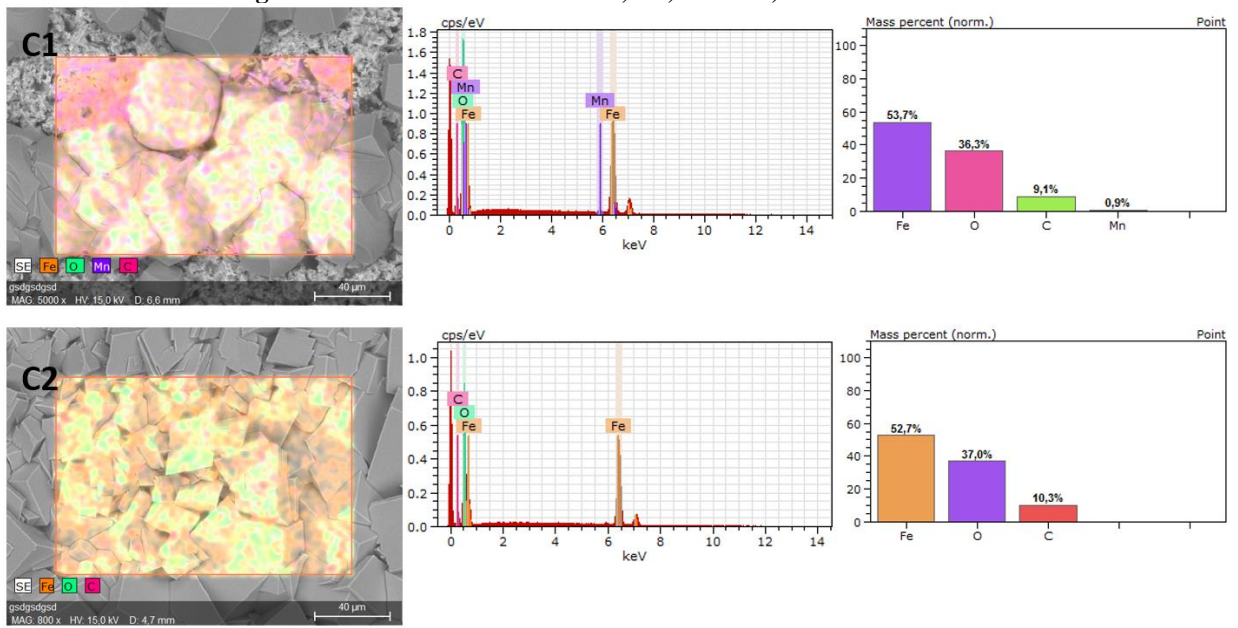 C1
SE Fe O Mn C
gsdgsdgsd
40 µm
MAG: 5000 x HV: 15,0 kV D: 6,6 mm
cps/eV
1.8
1.6
1.4
1.2
1.0
0.8
0.6
0.4
0.2
0.0
C
Mn
O
Fe
Mn
Fe
0 2 4 6 8 10 12 14
keV
Mass percent (norm.) Point
100
80
60
40
20
0
53,7%
36,3%
9,1%
0,9%
Fe O C Mn
C2
SE Fe O C
gsdgsdgsd
40 µm
MAG: 800 x HV: 15,0 kV D: 4,7 mm
cps/eV
1.0
0.8
0.6
0.4
0.2
0.0
C
O
Fe
Fe
0 2 4 6 8 10 12 14
keV
Mass percent (norm.) Point
100
80
60
40
20
0
52,7%
37,0%
10,3%
Fe O C